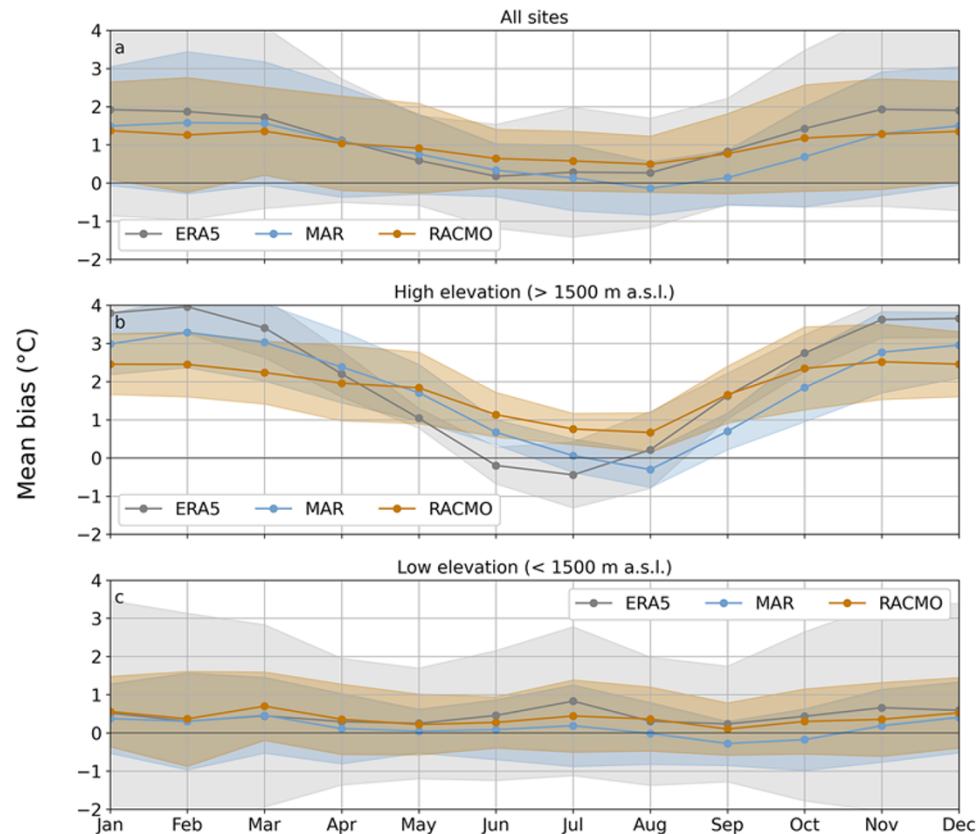 All sites
a
4
3
2
1
0
−1
−2
ERA5 MAR RACMO
High elevation (> 1500 m a.s.l.)
b
4
3
2
1
0
−1
−2
ERA5 MAR RACMO
Mean bias (°C)
Low elevation (< 1500 m a.s.l.)
c
4
3
2
1
0
−1
−2
ERA5 MAR RACMO
Jan Feb Mar Apr May Jun Jul Aug Sep Oct Nov Dec